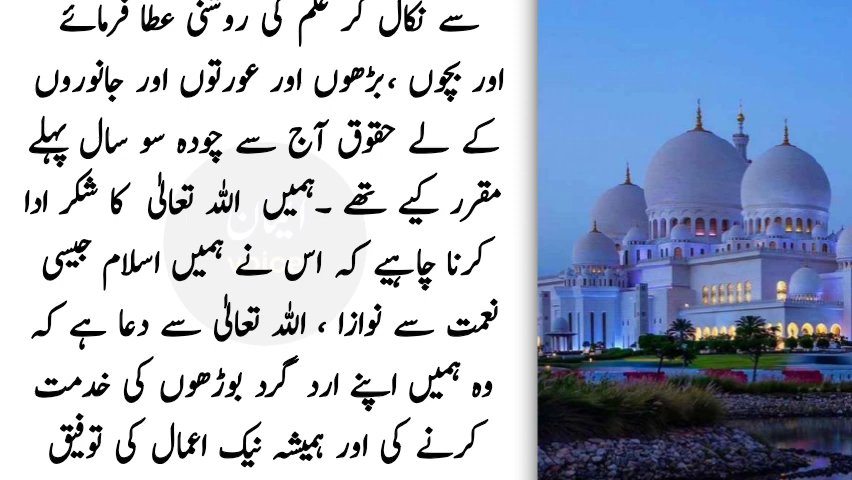 سے نکال کر علم کی روشنی عطا فرمائے
اور بچوں ،بڑھوں اور عورتوں اور جانوروں
کے لے حقوق آج سے چودہ سو سال پہلے
مقرر کیے تھے ۔ہمیں اللہ تعالیٰ کا شکر ادا
کرنا چاہیے کہ اس نے ہمیں اسلام جیسی
نعمت سے نوازا ، اللہ تعالیٰ سے دعا ہے کہ
وہ ہمیں اپنے ارد گرد بوڑھوں کی خدمت
کرنے کی اور ہمیشہ نیک اعمال کی توفیق
ایمان
voice